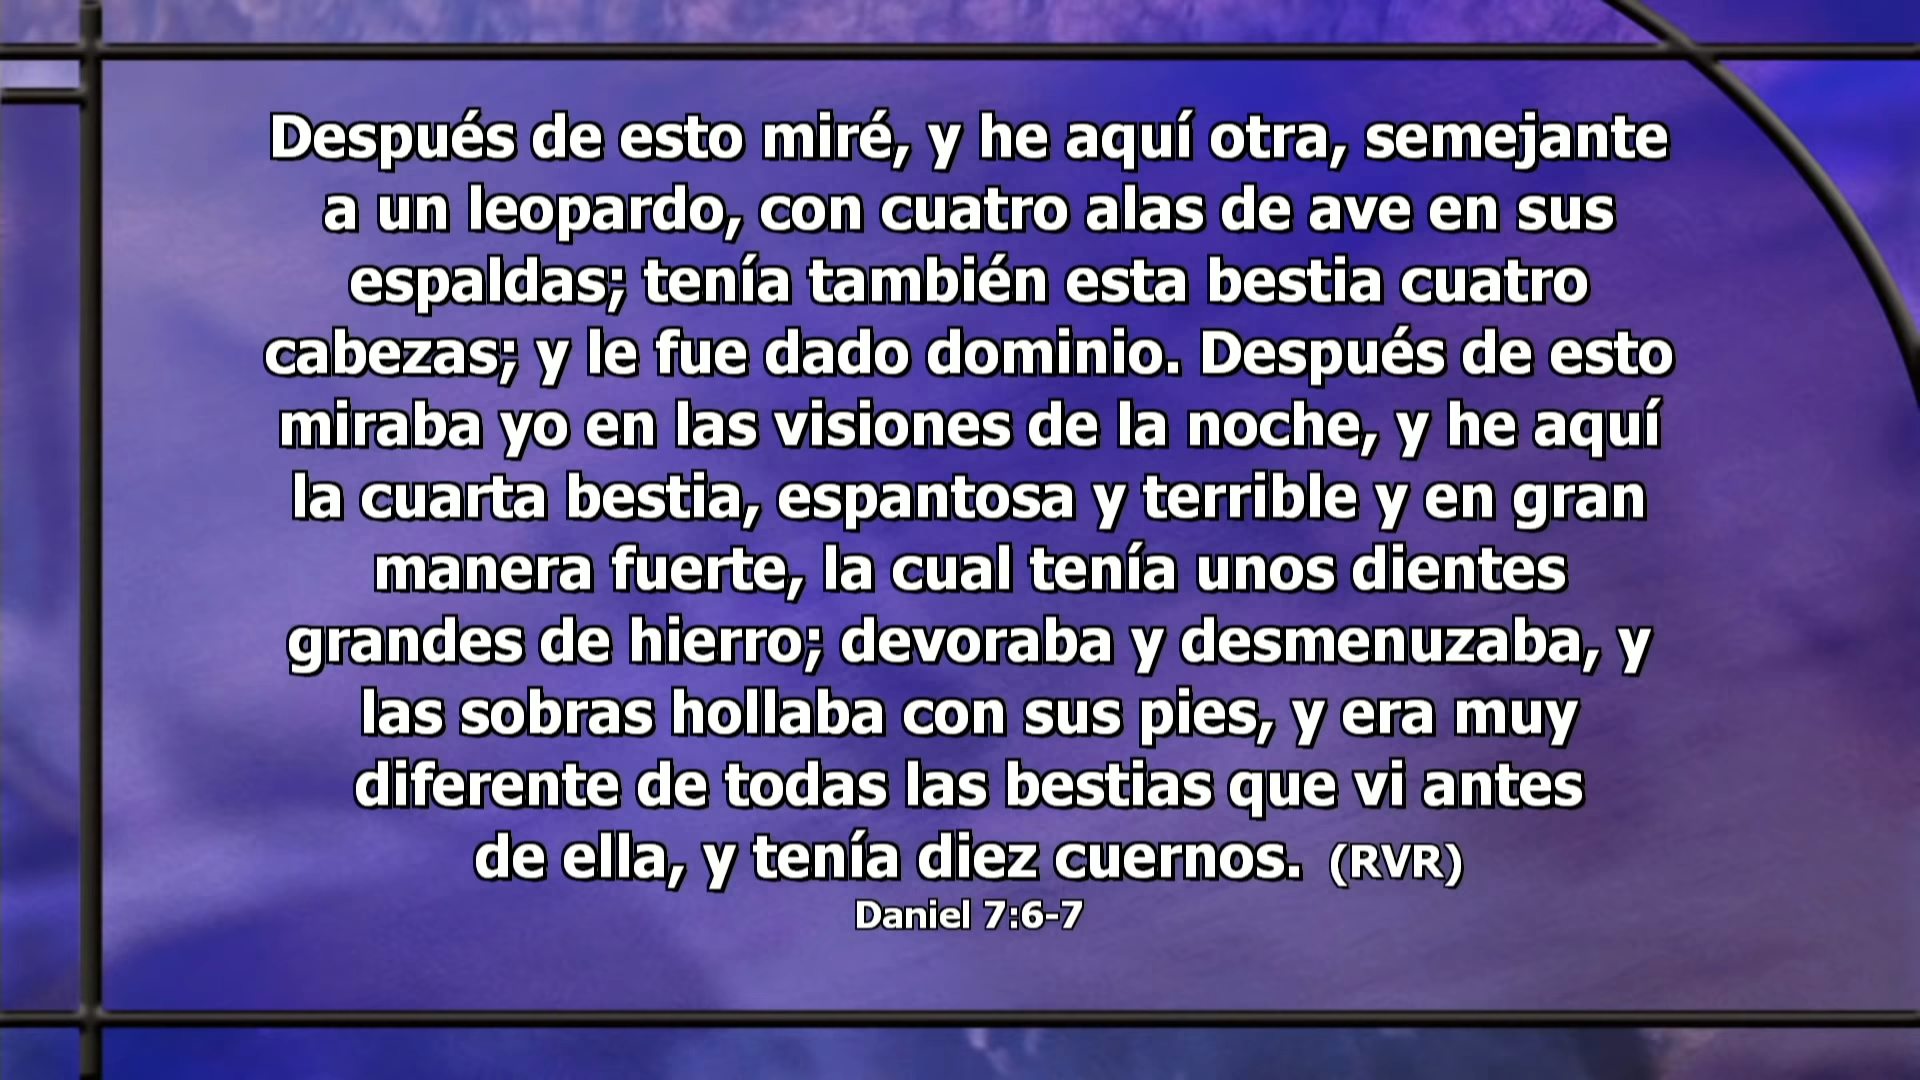 Después de esto miré, y he aquí otra, semejante
a un leopardo, con cuatro alas de ave en sus
espaldas; tenía también esta bestia cuatro
cabezas; y le fue dado dominio. Después de esto
miraba yo en las visiones de la noche, y he aquí
la cuarta bestia, espantosa y terrible y en gran
manera fuerte, la cual tenía unos dientes
grandes de hierro; devoraba y desmenuzaba, y
las sobras hollaba con sus pies, y era muy
diferente de todas las bestias que vi antes
de ella, y tenía diez cuernos. (RVR)
Daniel 7:6-7